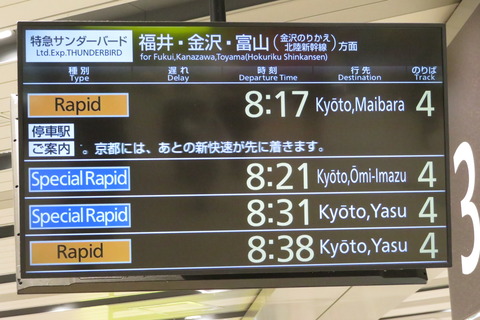 特急サンダーバード
Ltd.Exp.THUNDERBIRD
福井・金沢・富山(金沢のりかえ 北陸新幹線)方面
for Fukui,Kanazawa,Toyama(Hokuriku Shinkansen)
種別 遅れ 時刻 行先 のりば
Type Delay Departure Time Destination Track
Rapid 8:17 Kyōto,Maibara 4
停車駅
ご案内 。京都には、あとの新快速が先に着きます。
Special Rapid 8:21 Kyōto,Ōmi-Imazu 4
Special Rapid 8:31 Kyōto,Yasu 4
Rapid 8:38 Kyōto,Yasu 4
3